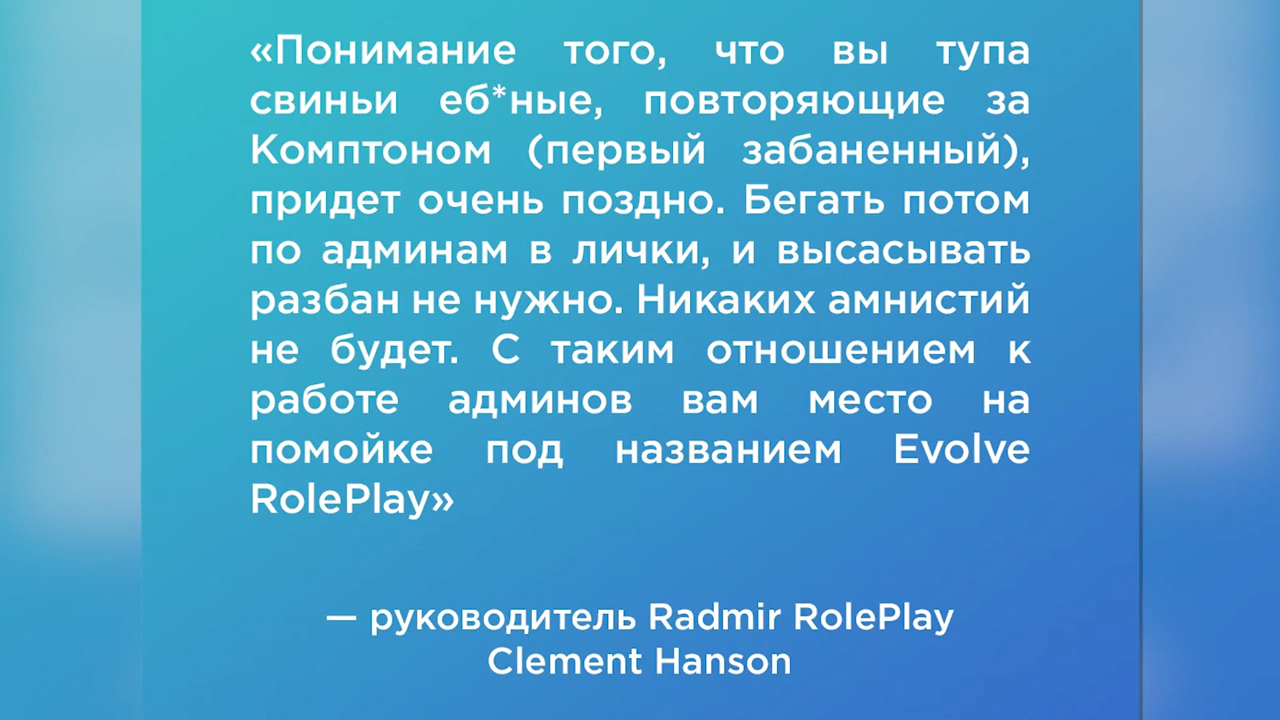 «Понимание того, что вы тупа
свиньи еб*ные, повторяющие за
Комптоном (первый забаненный),
придет очень поздно. Бегать потом
по админам в лички, и высасывать
разбан не нужно. Никаких амнистий
не будет. С таким отношением к
работе админов вам место на
помойке под названием Evolve
RolePlay»
— руководитель Radmir RolePlay
Clement Hanson